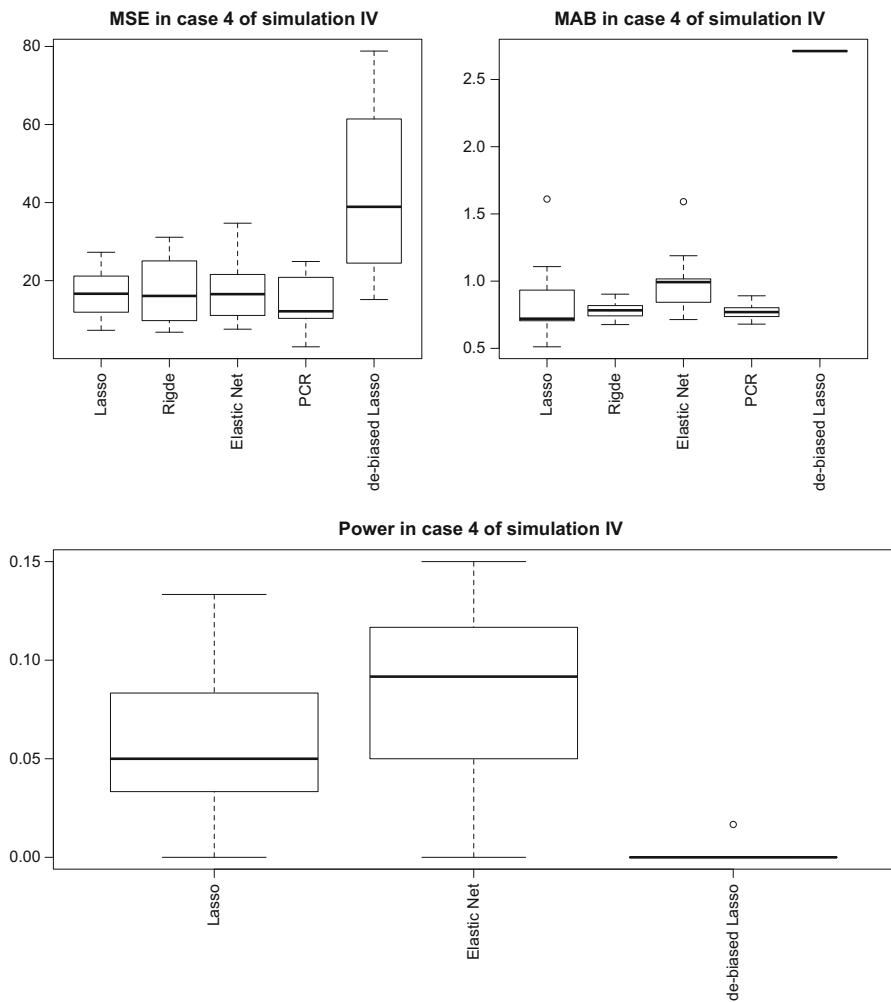 MSE in case 4 of simulation IV
80
60
40
20
Lasso
Rigde
Elastic Net
PCR
de-biased Lasso
MAB in case 4 of simulation IV
2.5
2.0
1.5
1.0
0.5
Lasso
Rigde
Elastic Net
PCR
de-biased Lasso
Power in case 4 of simulation IV
0.15
0.10
0.05
0.00
Lasso
Elastic Net
de-biased Lasso